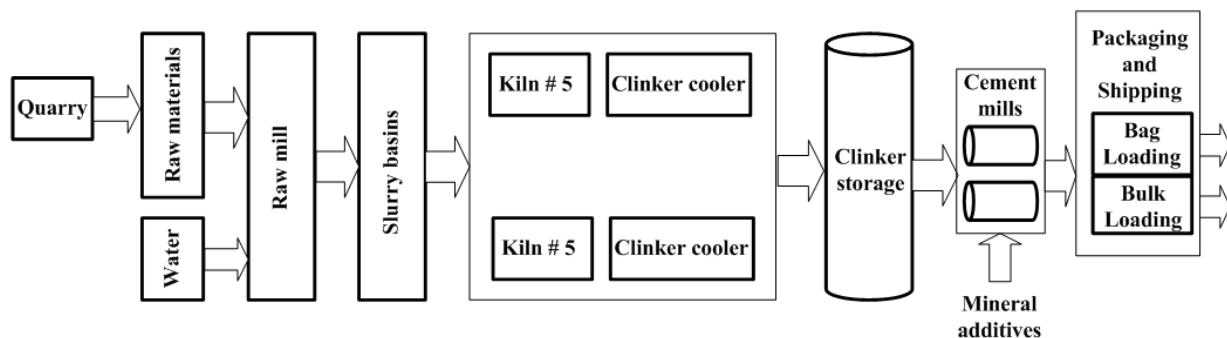 Quarry
Raw materials
Water
Raw mill
Slurry basins
Kiln # 5
Clinker cooler
Kiln # 5
Clinker cooler
Clinker
storage
Cement
mills
Mineral
additives
Packaging
and
Shipping
Bag
Loading
Bulk
Loading